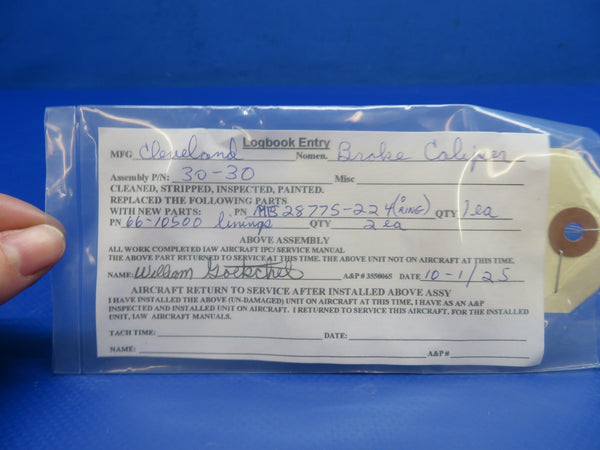 Logbook Entry
MFG Cleveland Nomen. Brake Caliper
Assembly P/N: 30-30 Misc
CLEANED, STRIPPED, INSPECTED, PAINTED.
REPLACED THE FOLLOWING PARTS
WITH NEW PARTS: , PN MS 28775-224 (O RING) QTY 1 ea
PN 66-10500 linings QTY 2 ea
ABOVE ASSEMBLY
ALL WORK COMPLETED IAW AIRCRAFT IPC/ SERVICE MANUAL
THE ABOVE PART RETURNED TO SERVICE AT THIS TIME. THE ABOVE UNIT NOT ON AIRCRAFT AT THIS TIME.
NAME: William A&P # 3550065 DATE 10-1/25
AIRCRAFT RETURN TO SERVICE AFTER INSTALLED ABOVE ASSY
I HAVE INSTALLED THE ABOVE (UN-DAMAGED) UNIT ON AIRCRAFT AT THIS TIME, I HAVE AS AN A&P
INSPECTED AND INSTALLED UNIT ON AIRCRAFT. I RETURNED TO SERVICE THIS AIRCRAFT. FOR THE INSTALLED
UNIT, IAW AIRCRAFT MANUALS.
TACH TIME: DATE:
NAME: A&P #